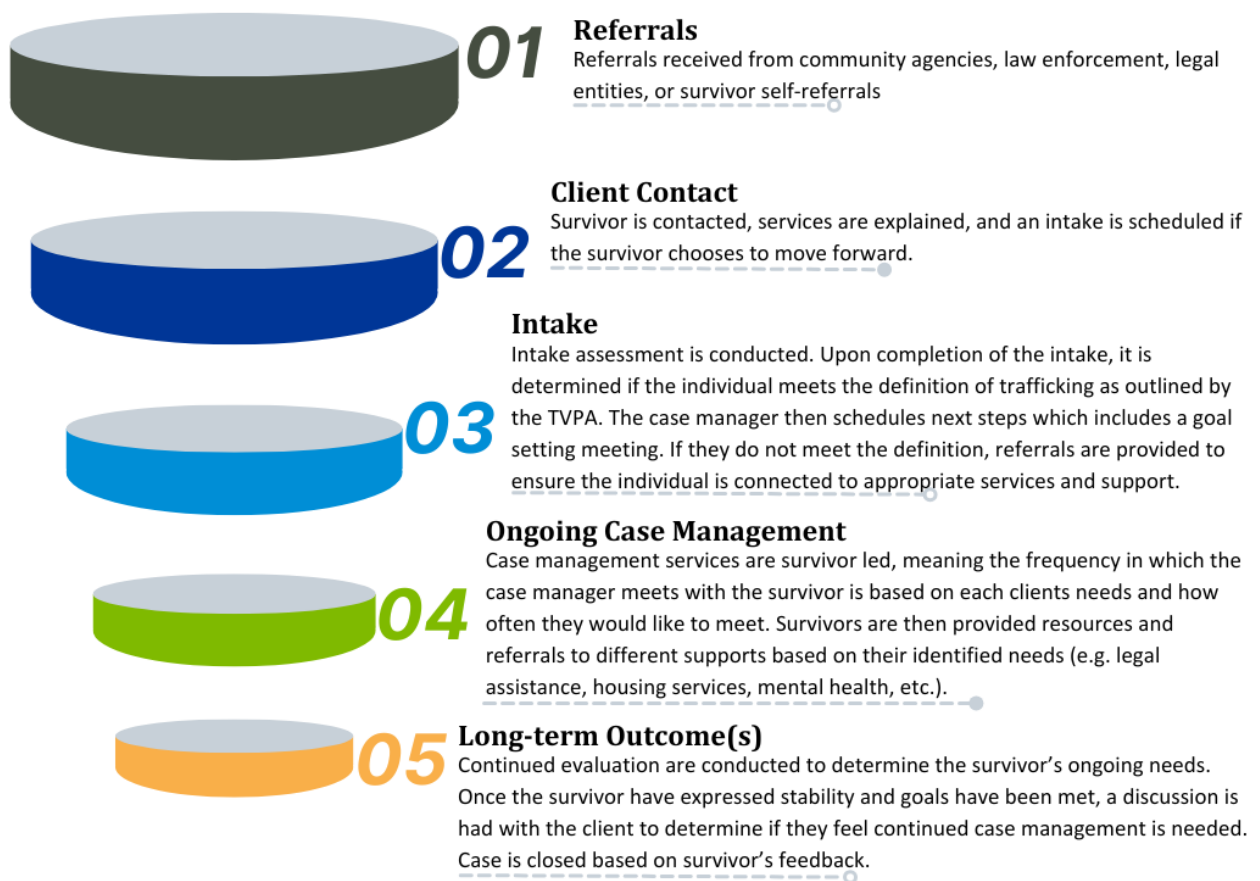 01
Referrals
Referrals received from community agencies, law enforcement, legal
entities, or survivor self-referrals
02
Client Contact
Survivor is contacted, services are explained, and an intake is scheduled if
the survivor chooses to move forward.
03
Intake
Intake assessment is conducted. Upon completion of the intake, it is
determined if the individual meets the definition of trafficking as outlined by
the TVPA. The case manager then schedules next steps which includes a goal
setting meeting. If they do not meet the definition, referrals are provided to
ensure the individual is connected to appropriate services and support.
04
Ongoing Case Management
Case management services are survivor led, meaning the frequency in which the
case manager meets with the survivor is based on each clients needs and how
often they would like to meet. Survivors are then provided resources and
referrals to different supports based on their identified needs (e.g. legal
assistance, housing services, mental health, etc.).
05
Long-term Outcome(s)
Continued evaluation are conducted to determine the survivor’s ongoing needs.
Once the survivor have expressed stability and goals have been met, a discussion is
had with the client to determine if they feel continued case management is needed.
Case is closed based on survivor’s feedback.